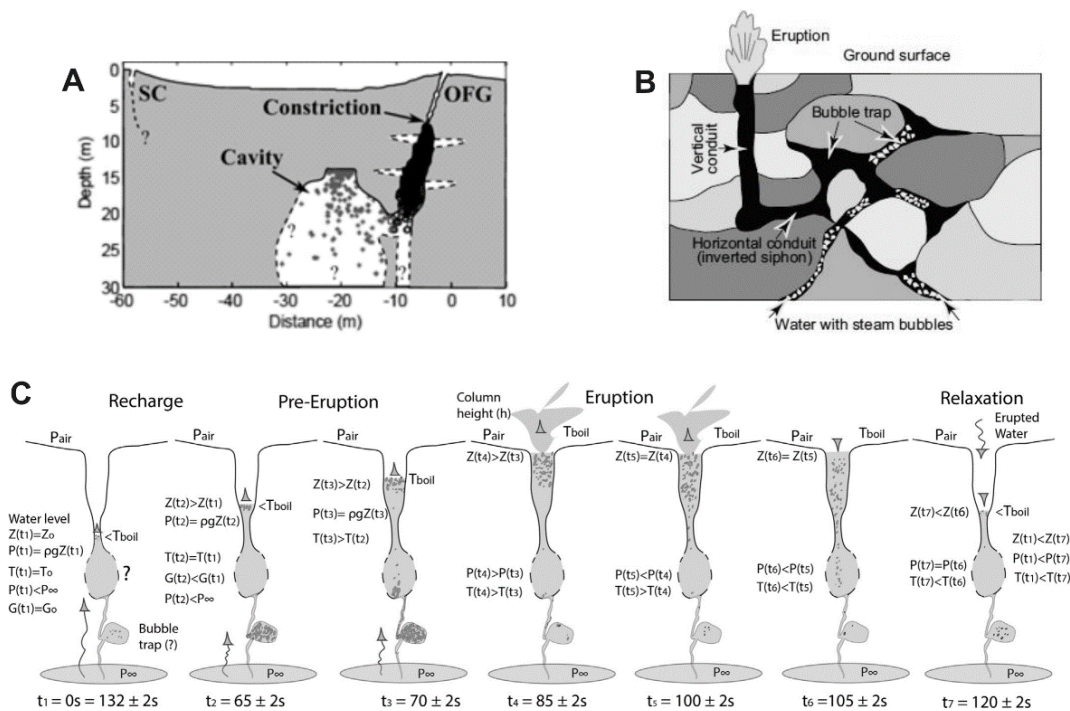 A
0
5
10
15
20
25
30
Depth (m)
SC
?
Constriction
OFG
Cavity
?
?
?
-60 -50 -40 -30 -20 -10 0 10
Distance (m)
B
Eruption
Ground surface
Bubble trap
Vertical
conduit
Horizontal conduit
(inverted siphon)
Water with steam bubbles
C
Recharge
Pair
Water level
Z(t1)=Zo
P(t1)= ρgZ(t1)
T(t1)=To
P(t1)<P∞
G(t1)=Go
<Tboil
?
Bubble
trap (?)
P∞
t1 = 0s = 132 ± 2s
Pre-Eruption
Pair
Z(t2)>Z(t1)
P(t2)= ρgZ(t2)
<Tboil
T(t2)=T(t1)
G(t2)<G(t1)
P(t2)<P∞
P∞
t2 = 65 ± 2s
Pair
Tboil
Z(t3)>Z(t2)
P(t3)= ρgZ(t3)
T(t3)>T(t2)
P∞
t3 = 70 ± 2s
Eruption
Column
height (h)
Pair
Tboil
Z(t4)>Z(t3)
P(t4)>P(t3)
T(t4)>T(t3)
P∞
t4 = 85 ± 2s
Pair
Tboil
Z(t5)=Z(t4)
P(t5)<P(t4)
T(t5)>T(t4)
P∞
t5 = 100 ± 2s
Pair
Tboil
Z(t6)= Z(t5)
P(t6)<P(t5)
T(t6)<T(t5)
P∞
t6=105 ± 2s
Relaxation
Erupted
Water
Pair
Z(t7)<Z(t6)
<Tboil
P(t7)=P(t6)
T(t7)<T(t6)
Z(t1)<Z(t7)
P(t1)<P(t7)
T(t1)<T(t7)
P∞
t7 = 120 ± 2s